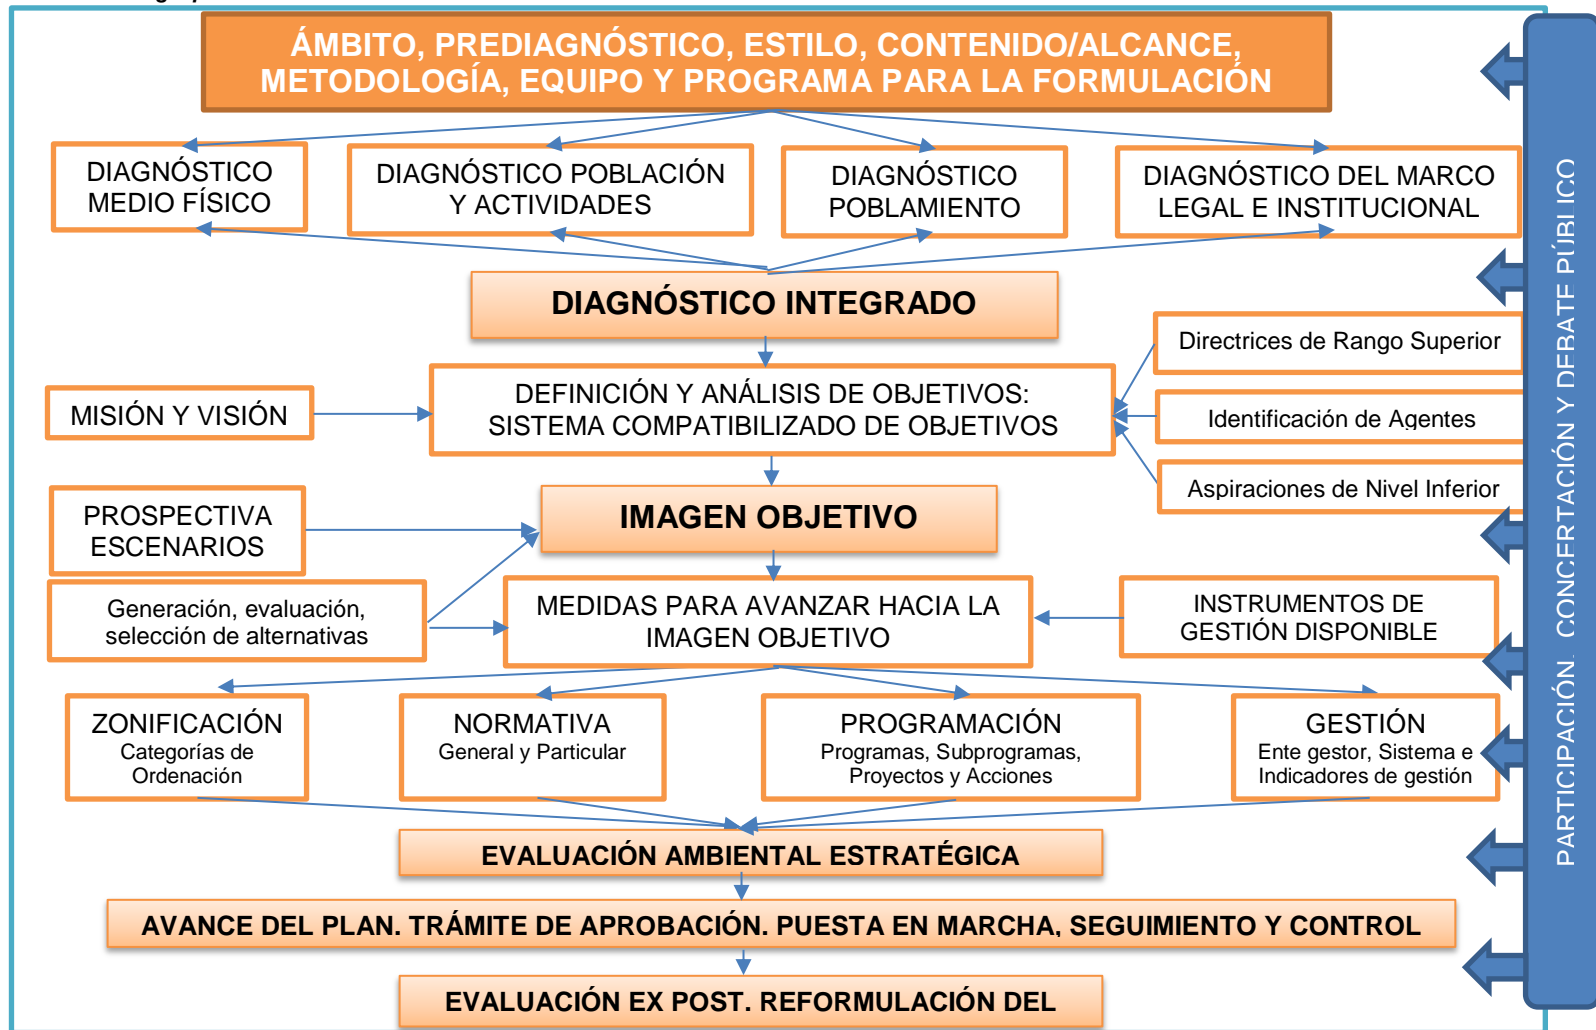 ÁMBITO, PREDIAGNÓSTICO, ESTILO, CONTENIDO/ALCANCE,
METODOLOGÍA, EQUIPO Y PROGRAMA PARA LA FORMULACIÓN
DIAGNÓSTICO
MEDIO FÍSICO
DIAGNÓSTICO POBLACIÓN
Y ACTIVIDADES
DIAGNÓSTICO
POBLAMIENTO
DIAGNÓSTICO DEL MARCO
LEGAL E INSTITUCIONAL
DIAGNÓSTICO INTEGRADO
Directrices de Rango Superior
MISIÓN Y VISIÓN
DEFINICIÓN Y ANÁLISIS DE OBJETIVOS:
SISTEMA COMPATIBILIZADO DE OBJETIVOS
Identificación de Agentes
Aspiraciones de Nivel Inferior
PROSPECTIVA
ESCENARIOS
IMAGEN OBJETIVO
Generación, evaluación,
selección de alternativas
MEDIDAS PARA AVANZAR HACIA LA
IMAGEN OBJETIVO
INSTRUMENTOS DE
GESTIÓN DISPONIBLE
ZONIFICACIÓN
Categorías de
Ordenación
NORMATIVA
General y Particular
PROGRAMACIÓN
Programas, Subprogramas,
Proyectos y Acciones
GESTIÓN
Ente gestor, Sistema e
Indicadores de gestión
EVALUACIÓN AMBIENTAL ESTRATÉGICA
AVANCE DEL PLAN. TRÁMITE DE APROBACIÓN. PUESTA EN MARCHA, SEGUIMIENTO Y CONTROL
EVALUACIÓN EX POST. REFORMULACIÓN DEL
PARTICIPACIÓN. CONCERTACIÓN Y DEBATE PÚBLICO